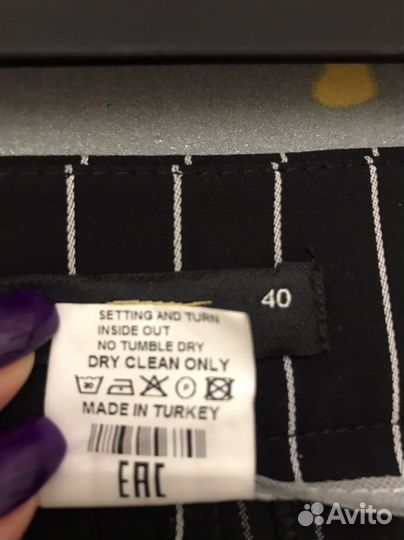 40
SETTING AND TURN
INSIDE OUT
NO TUMBLE DRY
DRY CLEAN ONLY
P
MADE IN TURKEY
EAC
Avito